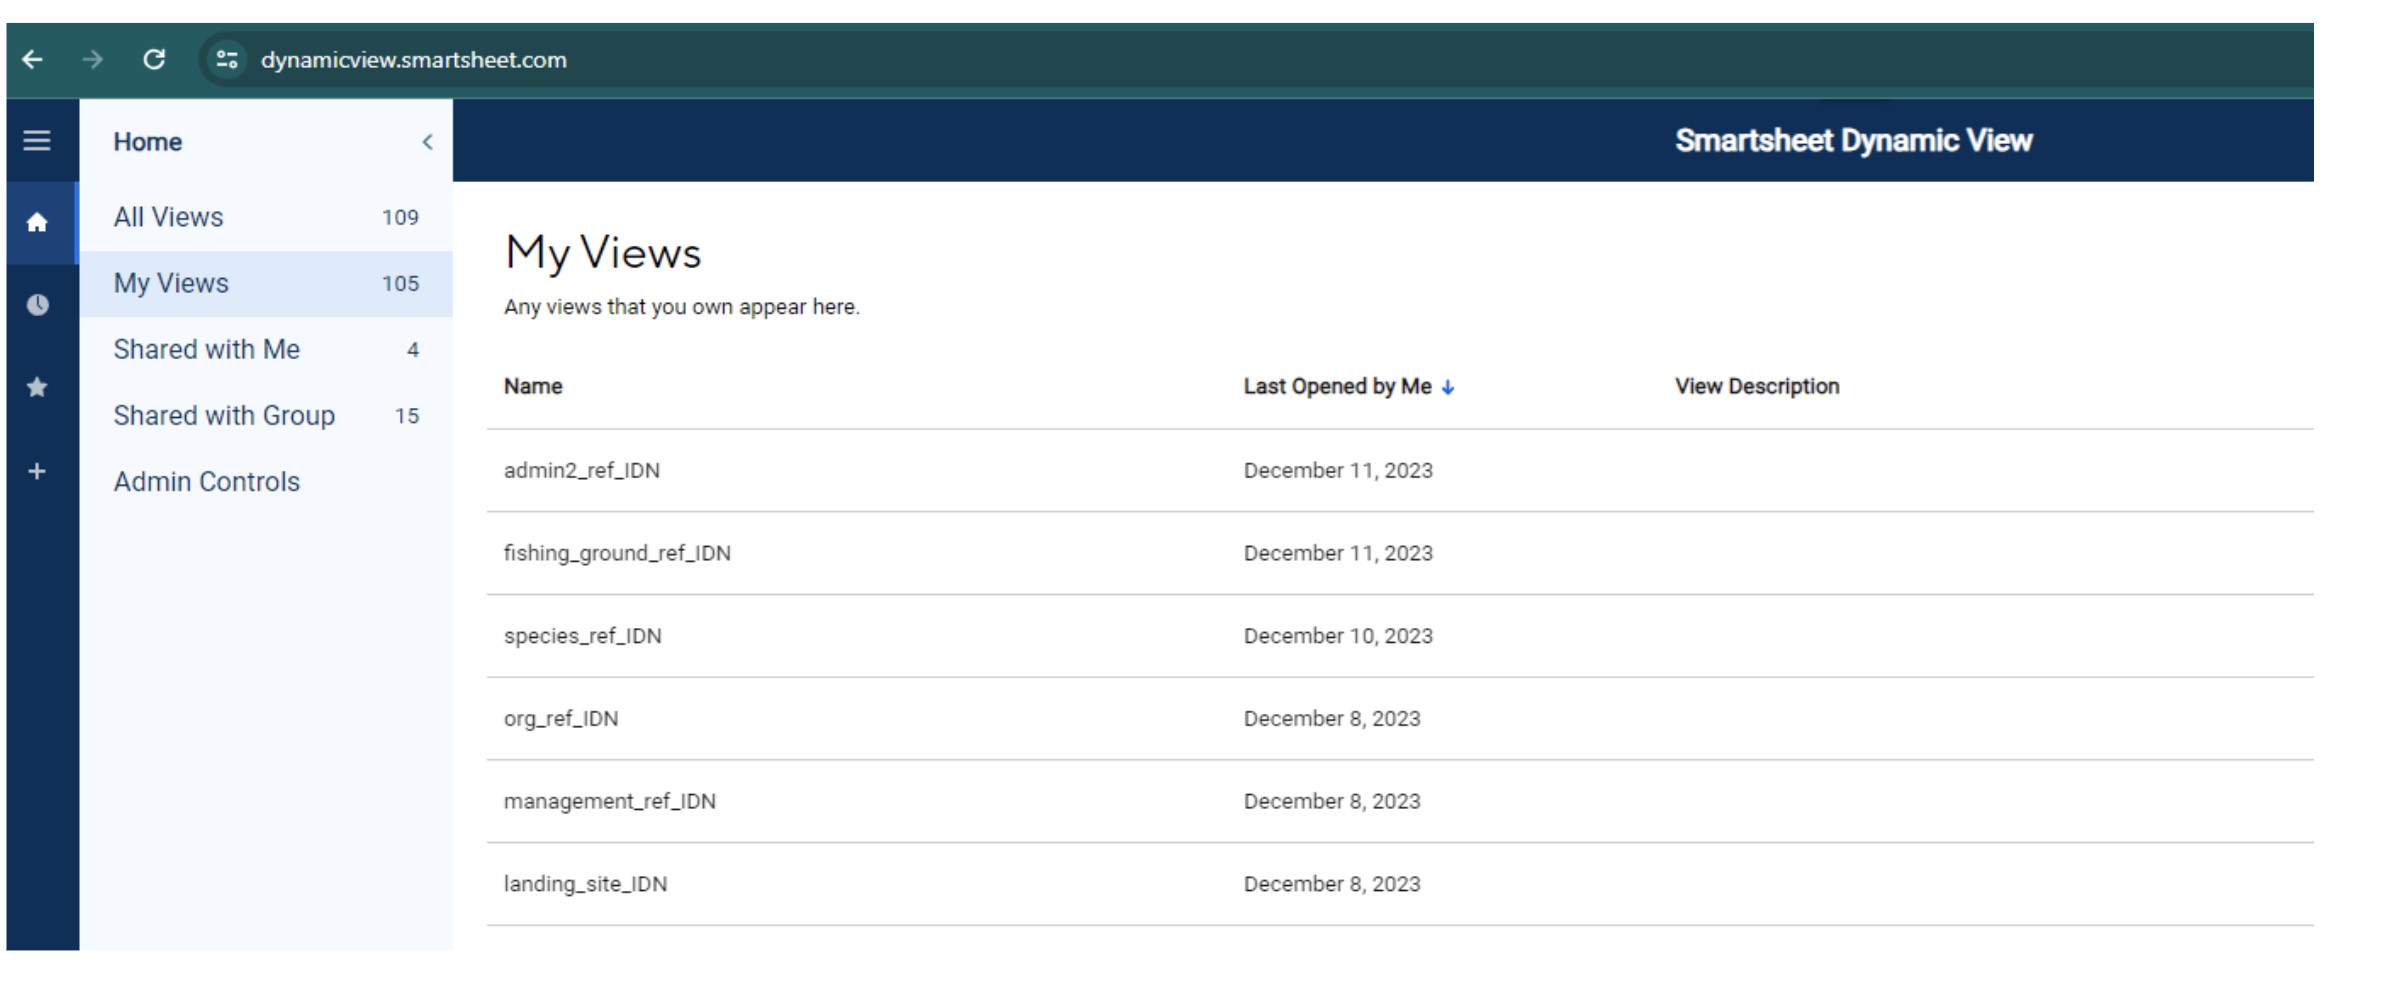 dynamicview.smartsheet.com
Home
Smartsheet Dynamic View
All Views 109
My Views 105
Shared with Me 4
Shared with Group 15
Admin Controls
My Views
Any views that you own appear here.
Name Last Opened by Me View Description
admin2_ref_IDN December 11, 2023
fishing_ground_ref_IDN December 11, 2023
species_ref_IDN December 10, 2023
org_ref_IDN December 8, 2023
management_ref_IDN December 8, 2023
landing_site_IDN December 8, 2023